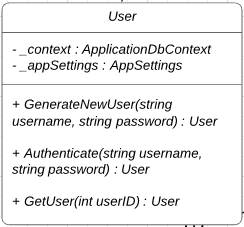 User
- _context : ApplicationDbContext
- _appSettings : AppSettings
+ GenerateNewUser(string
username, string password) : User
+ Authenticate(string username,
string password) : User
+ GetUser(int userID) : User